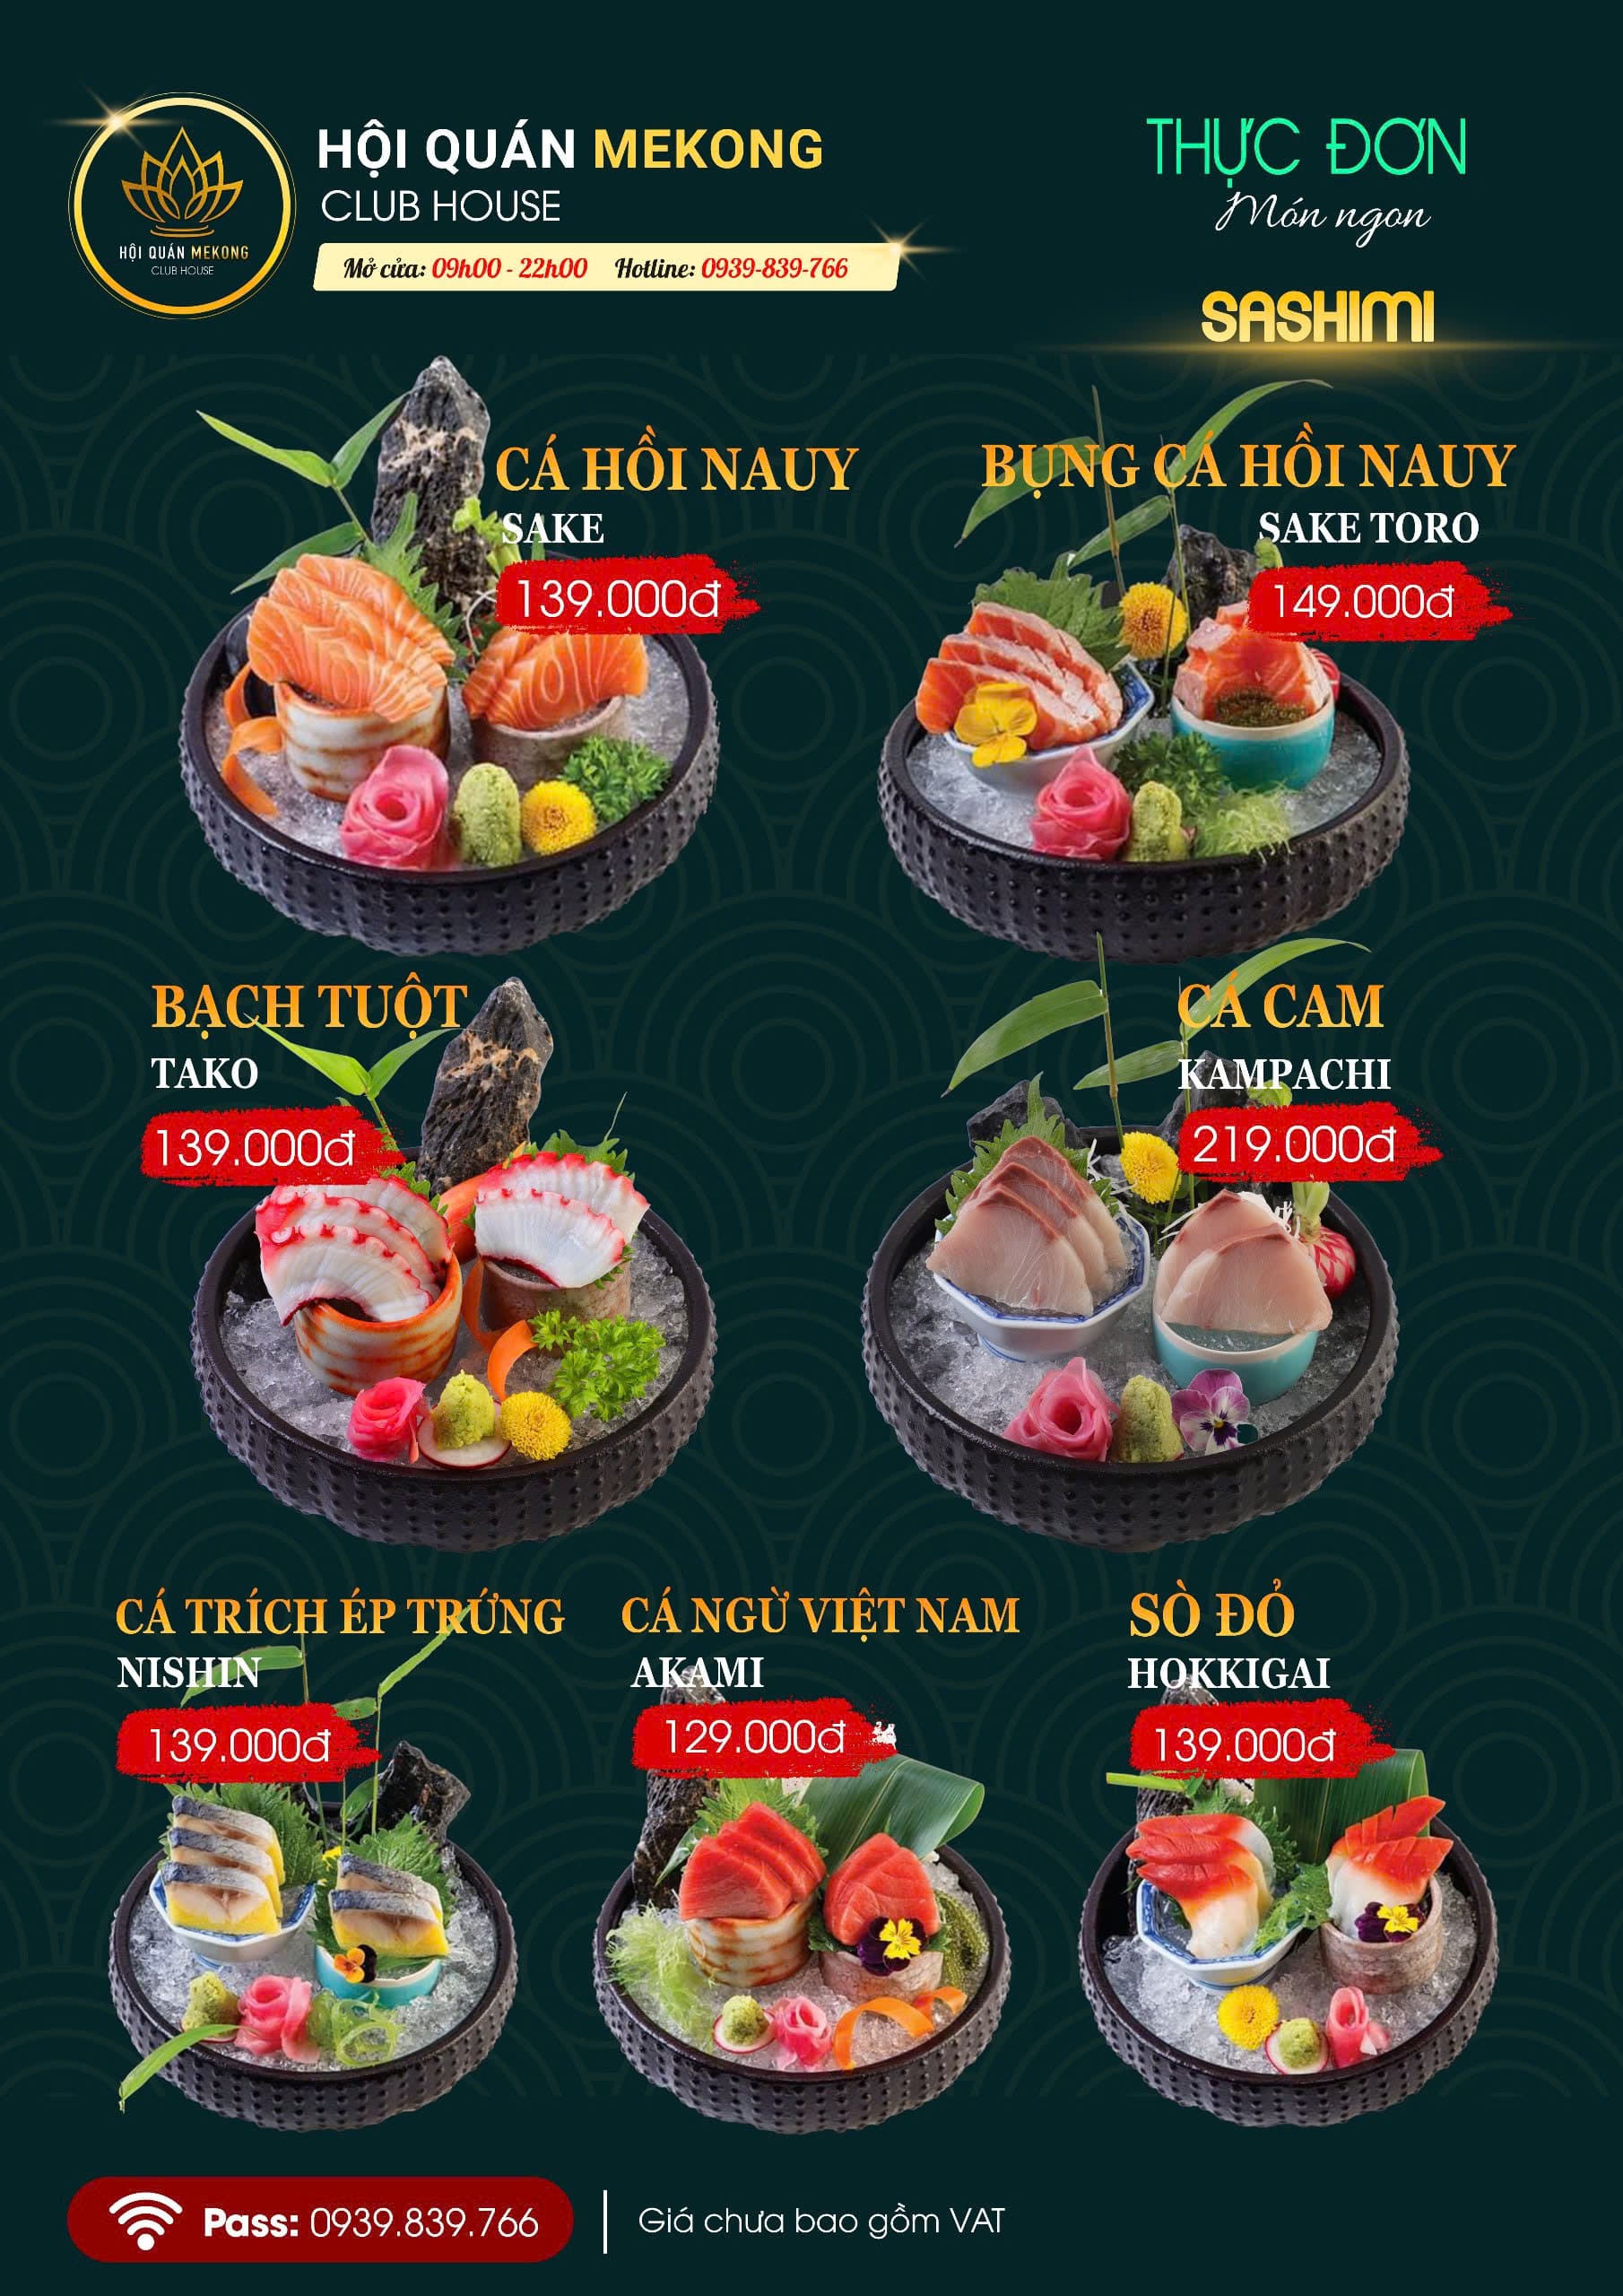 HỘI QUÁN MEKONG
CLUB HOUSE
HỘI QUÁN MEKONG
CLUB HOUSE
Mở cửa: 09h00 - 22h00 Hotline: 0939-839-766
THỰC ĐƠN
Món ngon
SASHIMI
CÁ HỒI NAUY
SAKE
139.000đ
BỤNG CÁ HỒI NAUY
SAKE TORO
149.000đ
BẠCH TUỘT
TAKO
139.000đ
CÁ CAM
KAMPACHI
219.000đ
CÁ TRÍCH ÉP TRỨNG
NISHIN
139.000đ
CÁ NGỪ VIỆT NAM
AKAMI
129.000đ
SÒ ĐỎ
HOKKIGAI
139.000đ
Pass: 0939.839.766
Giá chưa bao gồm VAT